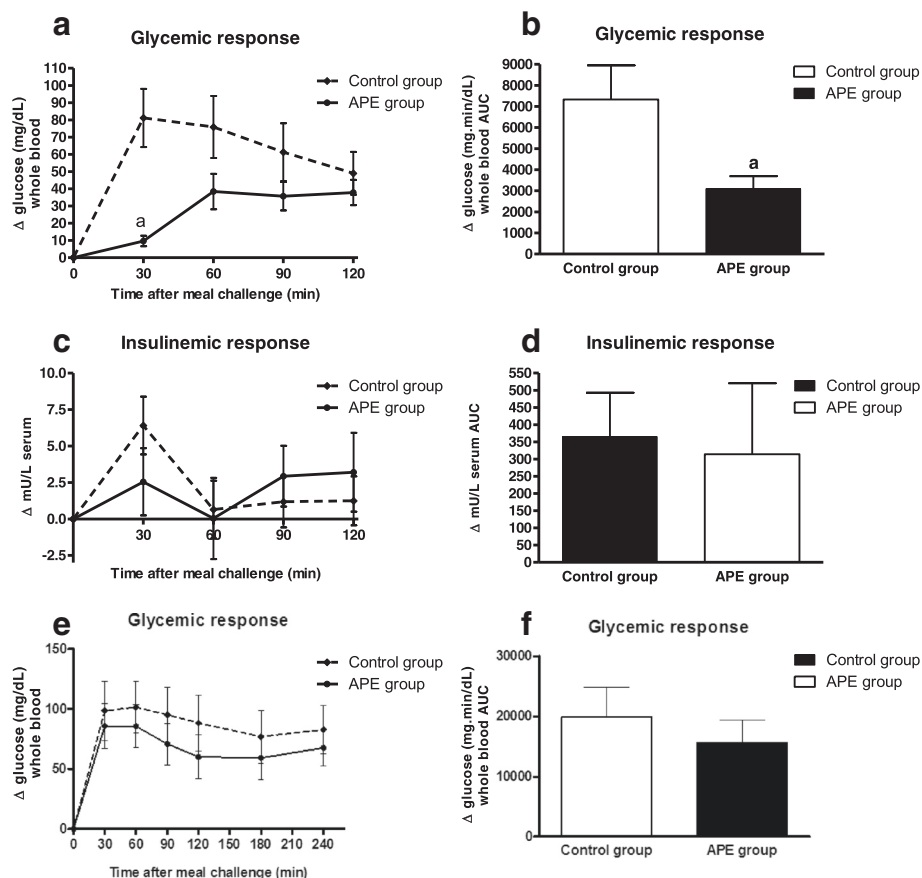 a
Glycemic response
Δ glucose (mg/dL)
whole blood
110
100
90
80
70
60
50
40
30
20
10
0
a
0 30 60 90 120
Time after meal challenge (min)
Control group
APE group
b
Glycemic response
Δ glucose (mg.min/dL)
whole blood AUC
9000
8000
7000
6000
5000
4000
3000
2000
1000
0
a
Control group APE group
Control group
APE group
c
Insulinemic response
Δ mU/L serum
10.0
7.5
5.0
2.5
0.0
-2.5
30 60 90 120
Time after meal challenge (min)
Control group
APE group
d
Insulinemic response
Δ mU/L serum AUC
550
500
450
400
350
300
250
200
150
100
50
0
Control group APE group
Control group
APE group
e
Glycemic response
Δ glucose (mg/dL)
whole blood
150
100
50
0
0 30 60 90 120 150 180 210 240
Time after meal challenge (min)
Control group
APE group
f
Glycemic response
Δ glucose (mg.min/dL)
whole blood AUC
30000
20000
10000
0
Control group APE group
Control group
APE group